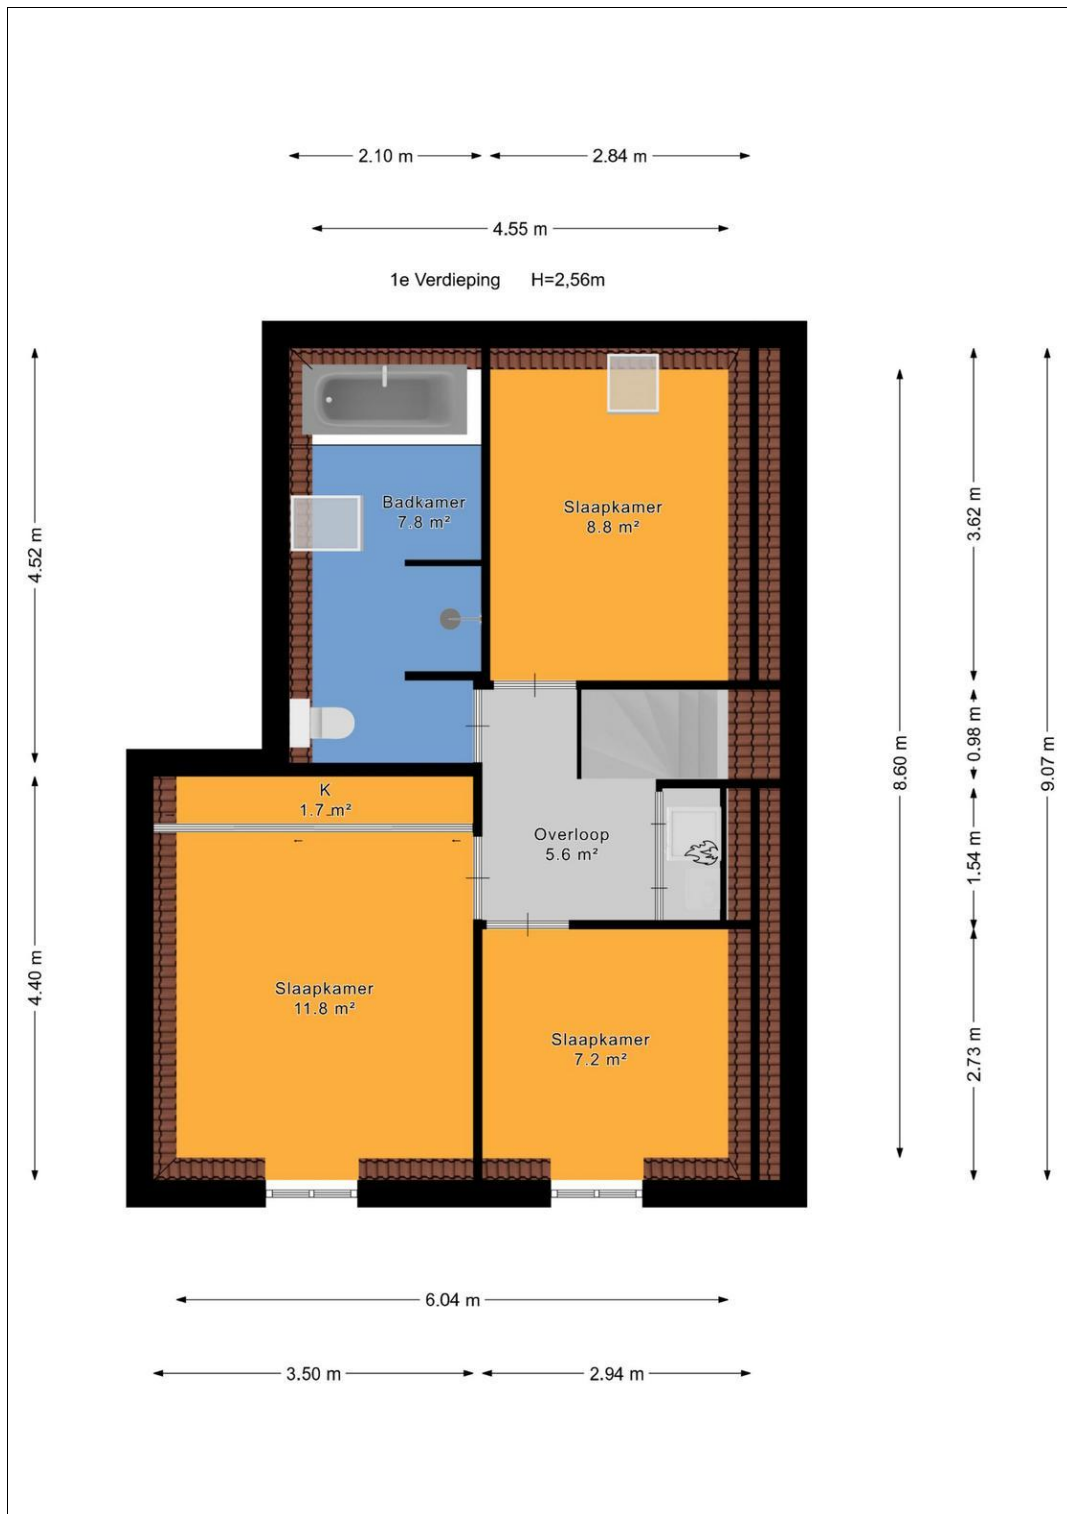 2.10 m
2.84 m
4.55 m
1e Verdieping H=2,56m
4.52 m
4.40 m
3.62 m
0.98 m
1.54 m
2.73 m
8.60 m
9.07 m
Badkamer
7.8 m²
Slaapkamer
8.8 m²
K
1.7 m²
Overloop
5.6 m²
Slaapkamer
11.8 m²
Slaapkamer
7.2 m²
6.04 m
3.50 m
2.94 m